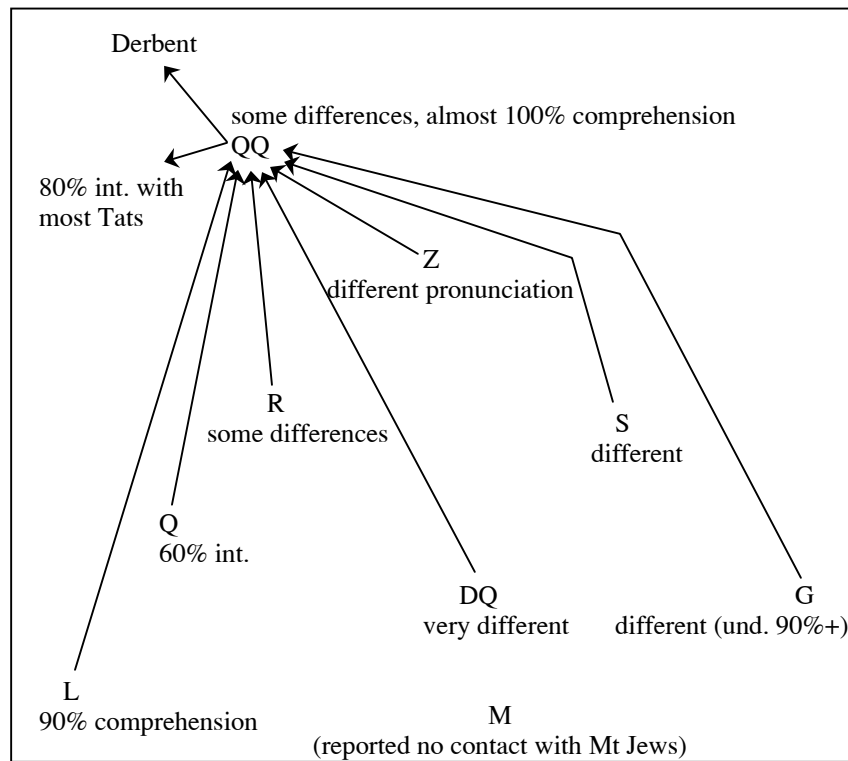 Derbent
some differences, almost 100% comprehension
QQ
80% int. with
most Tats
Z
different pronunciation
R
some differences
S
different
Q
60% int.
DQ
very different
G
different (und. 90%+)
L
90% comprehension
M
(reported no contact with Mt Jews)